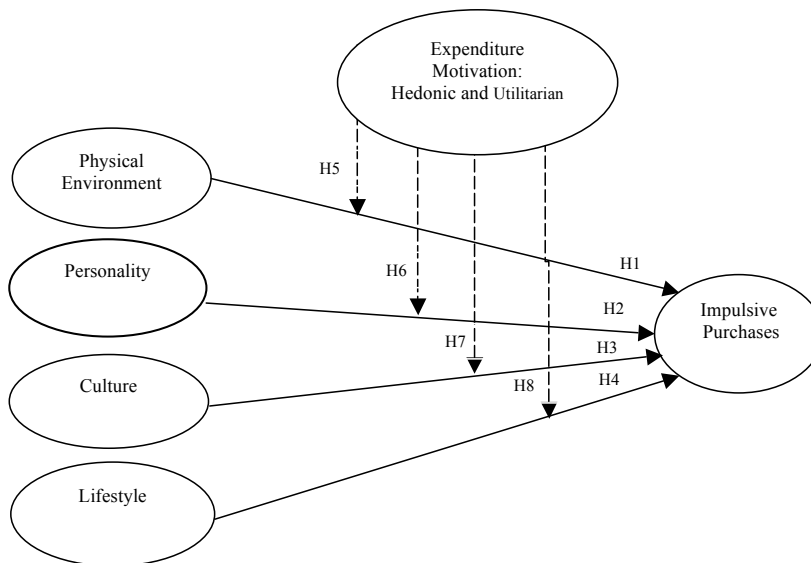 Expenditure
Motivation:
Hedonic and Utilitarian
Physical
Environment
H5
H1
Personality
H6
H2
Impulsive
Purchases
H7
H3
Culture
H8
H4
Lifestyle